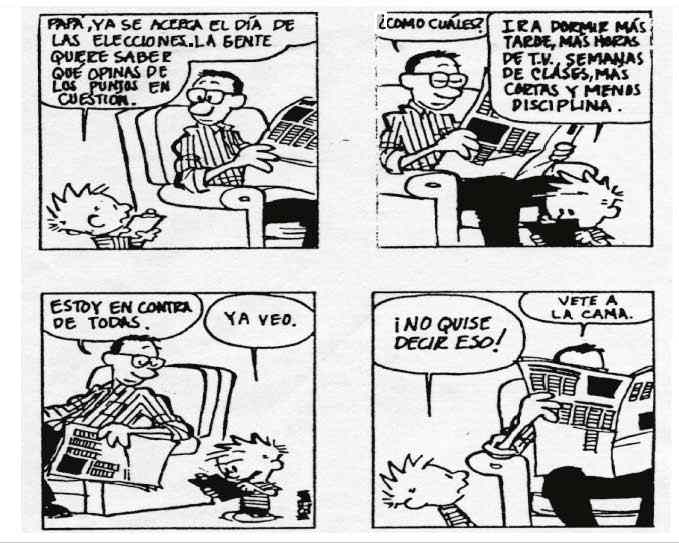 PAPÁ, YA SE ACERCA EL DÍA DE
LAS ELECCIONES. LA GENTE
QUIERE SABER
QUÉ OPINAS DE
LOS PUNTOS EN
CUESTIÓN.
¿COMO CUÁLES?
IR A DORMIR MÁS
TARDE, MÁS HORAS
DE T.V., SEMANAS
DE CLASES, MAS
CORTAS Y MENOS
DISCIPLINA.
ESTOY EN CONTRA
DE TODAS.
YA VEO.
¡NO QUISE
DECIR ESO!
VETE A
LA CAMA.